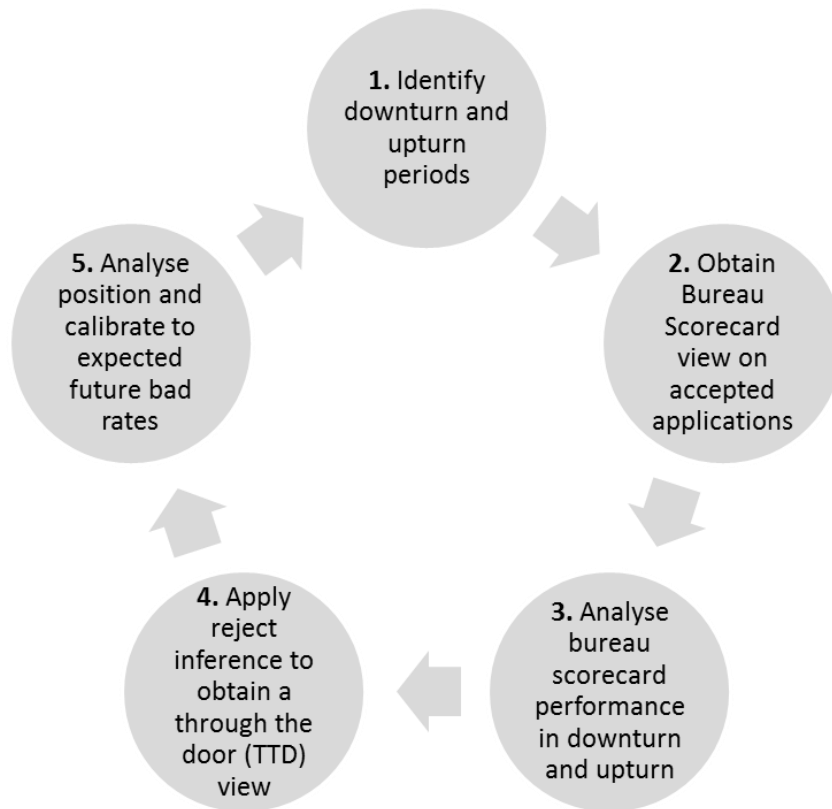 1. Identify
downturn and
upturn
periods
2. Obtain
Bureau
Scorecard
view on
accepted
applications
3. Analyse
bureau
scorecard
performance
in downturn
and upturn
4. Apply
reject
inference to
obtain a
through the
door (TTD)
view
5. Analyse
position and
calibrate to
expected
future bad
rates